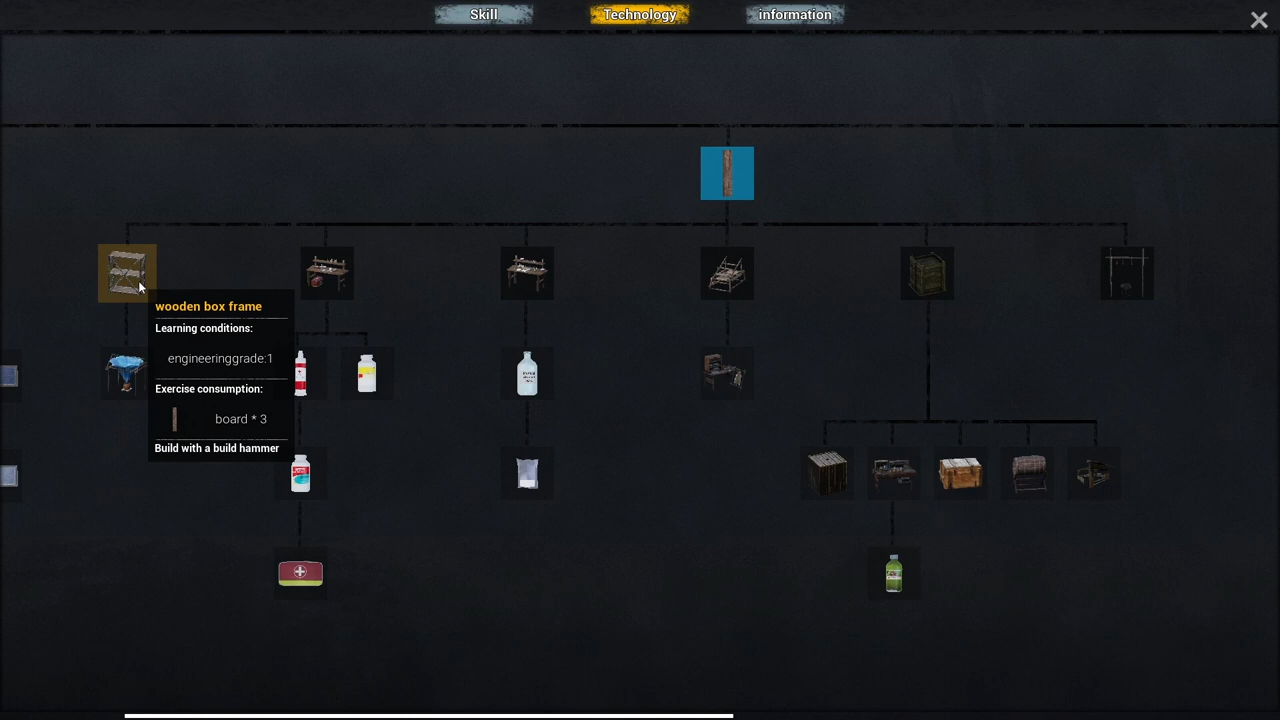 Skill
Technology
information
wooden box frame
Learning conditions:
engineeringgrade:1
Exercise consumption:
board * 3
Build with a build hammer